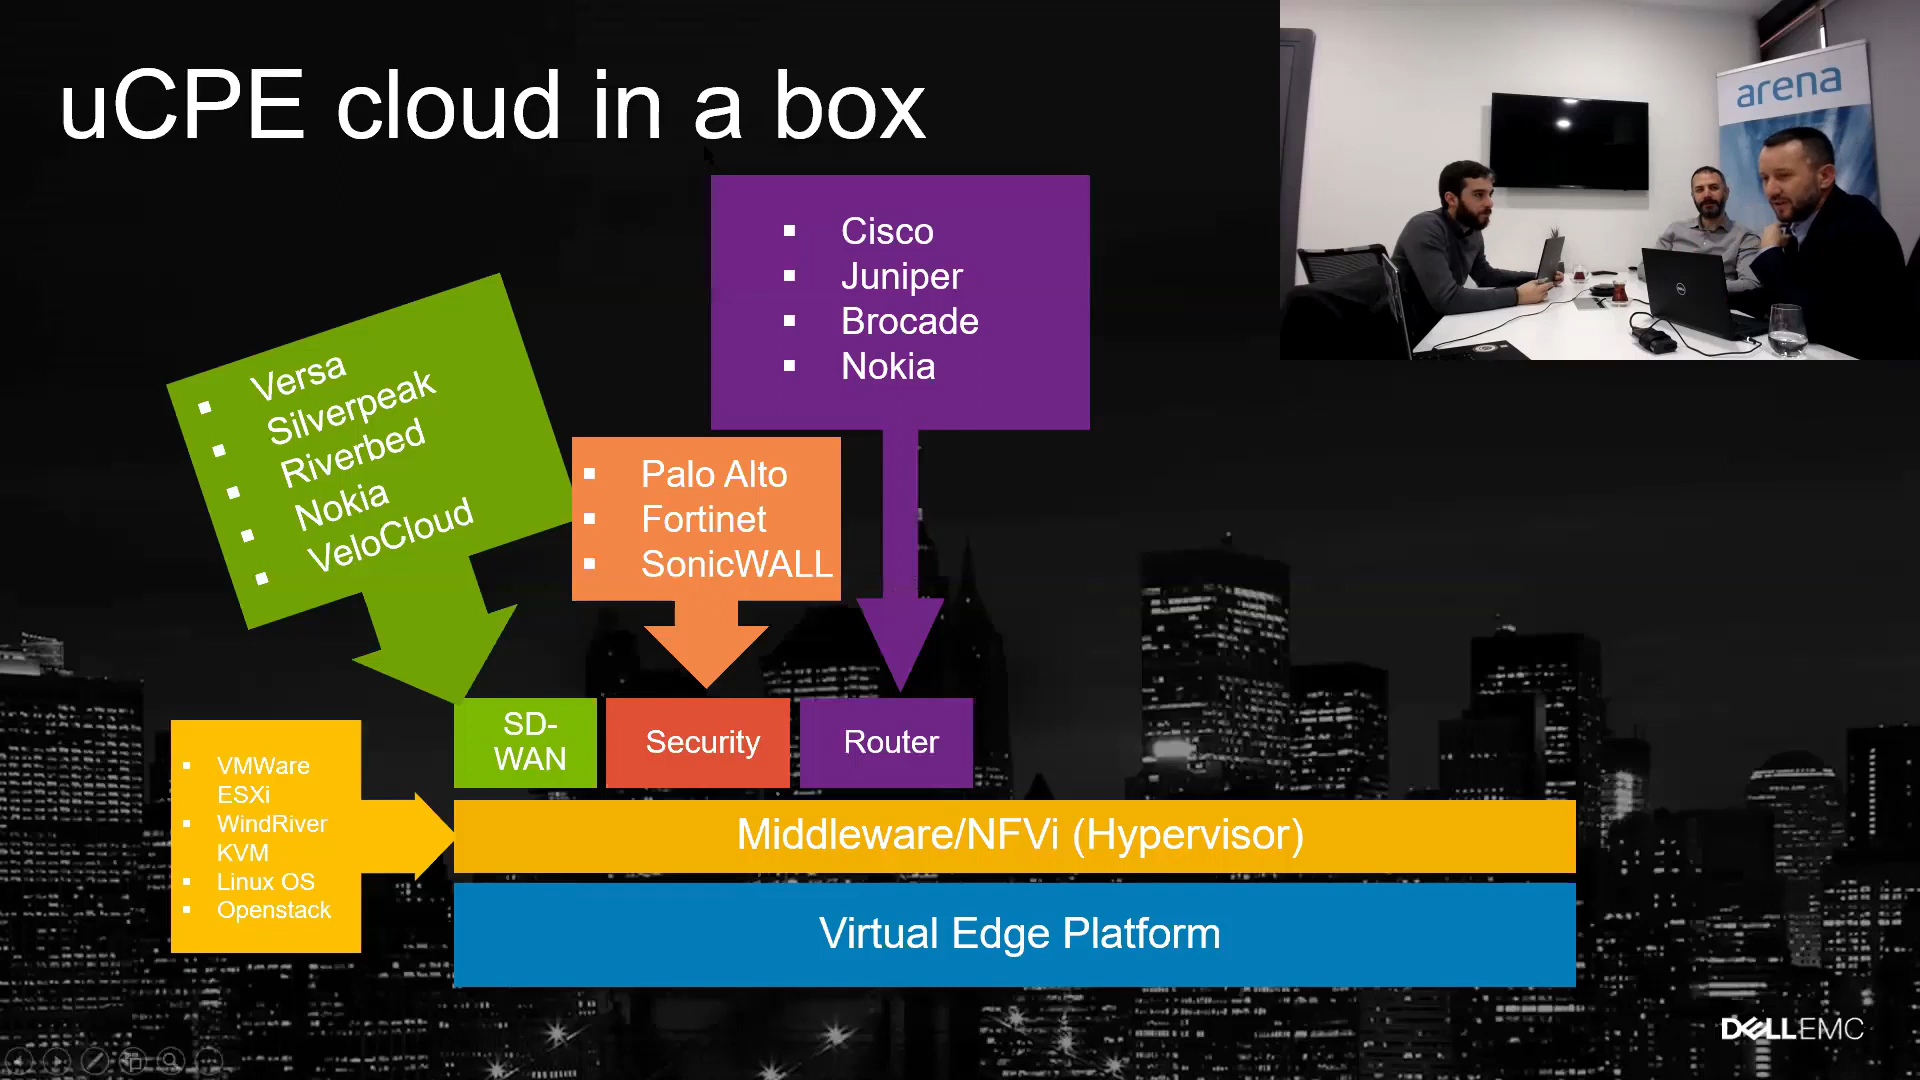 uCPE cloud in a box
arena
Cisco
Juniper
Brocade
Nokia
Versa
Silverpeak
Riverbed
Nokia
VeloCloud
Palo Alto
Fortinet
SonicWALL
SD-
WAN
Security
Router
VMWare
ESXi
WindRiver
KVM
Linux OS
Openstack
Middleware/NFVi (Hypervisor)
Virtual Edge Platform
DELLEMC